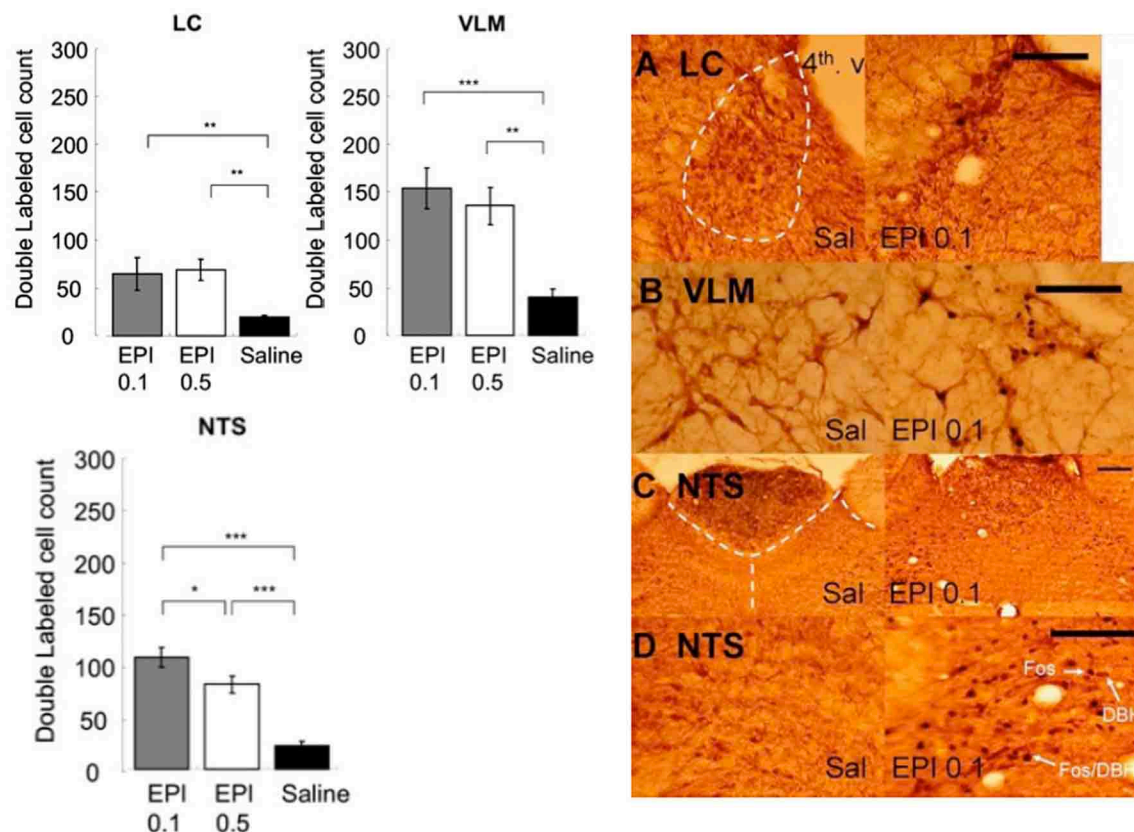 LC
Double Labeled cell count
300
250
200
150
100
50
0
**
**
EPI 0.1
EPI 0.5
Saline
VLM
Double Labeled cell count
300
250
200
150
100
50
0
***
**
EPI 0.1
EPI 0.5
Saline
NTS
Double Labeled cell count
300
250
200
150
100
50
0
***
*
***
EPI 0.1
EPI 0.5
Saline
A LC
4th. v
Sal
EPI 0.1
B VLM
Sal
EPI 0.1
C NTS
Sal
EPI 0.1
D NTS
Fos
DBH
Fos/DBH
Sal
EPI 0.1